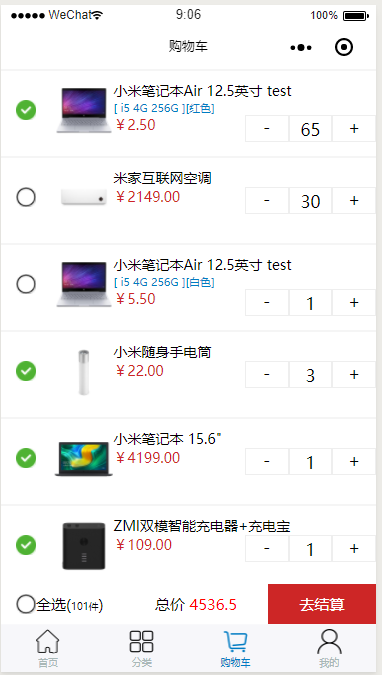 WeChat 9:06 100%
购物车
小米笔记本Air 12.5英寸 test
[ i5 4G 256G ][红色]
￥2.50
- 65 +
米家互联网空调
￥2149.00
- 30 +
小米笔记本Air 12.5英寸 test
[ i5 4G 256G ][白色]
￥5.50
- 1 +
小米随身手电筒
￥22.00
- 3 +
小米笔记本 15.6"
￥4199.00
- 1 +
ZMI双模智能充电器+充电宝
￥109.00
- 1 +
全选(101件) 总价 4536.5 去结算
首页 分类 购物车 我的